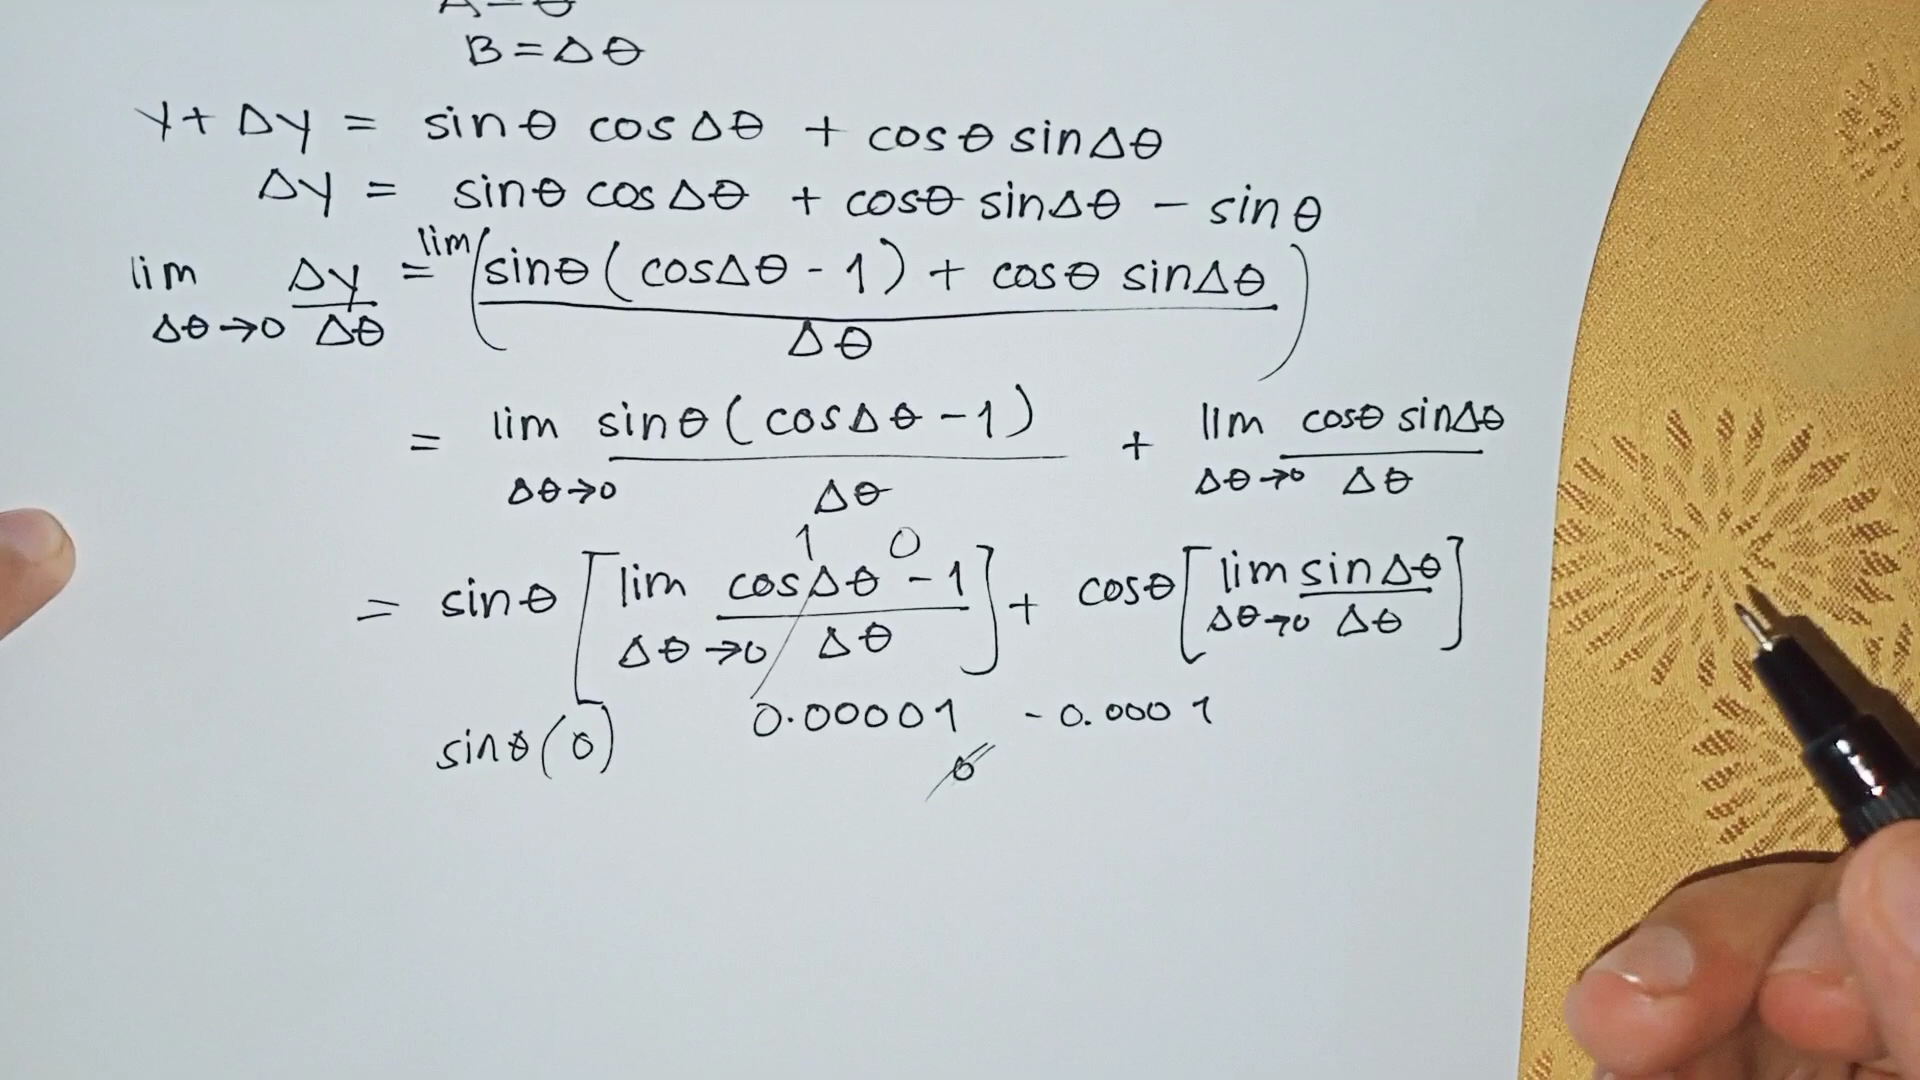 A = θ
B = Δθ
y + Δy = sinθ cosΔθ + cosθ sinΔθ
Δy = sinθ cosΔθ + cosθ sinΔθ - sinθ
lim Δθ→0 Δy/Δθ = lim (sinθ (cosΔθ - 1) + cosθ sinΔθ / Δθ)
= lim Δθ→0 sinθ (cosΔθ - 1) / Δθ + lim Δθ→0 cosθ sinΔθ / Δθ
1 0
= sinθ [lim Δθ→0 cosΔθ - 1 / Δθ] + cosθ [lim Δθ→0 sinΔθ / Δθ]
sinθ (0) 0.00001 - 0.0001
0